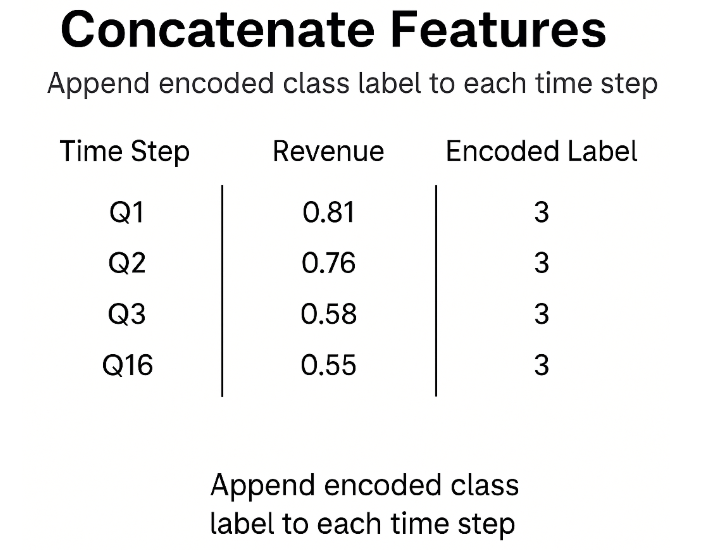 Concatenate Features
Append encoded class label to each time step
Time Step Revenue Encoded Label
Q1 0.81 3
Q2 0.76 3
Q3 0.58 3
Q16 0.55 3
Append encoded class
label to each time step